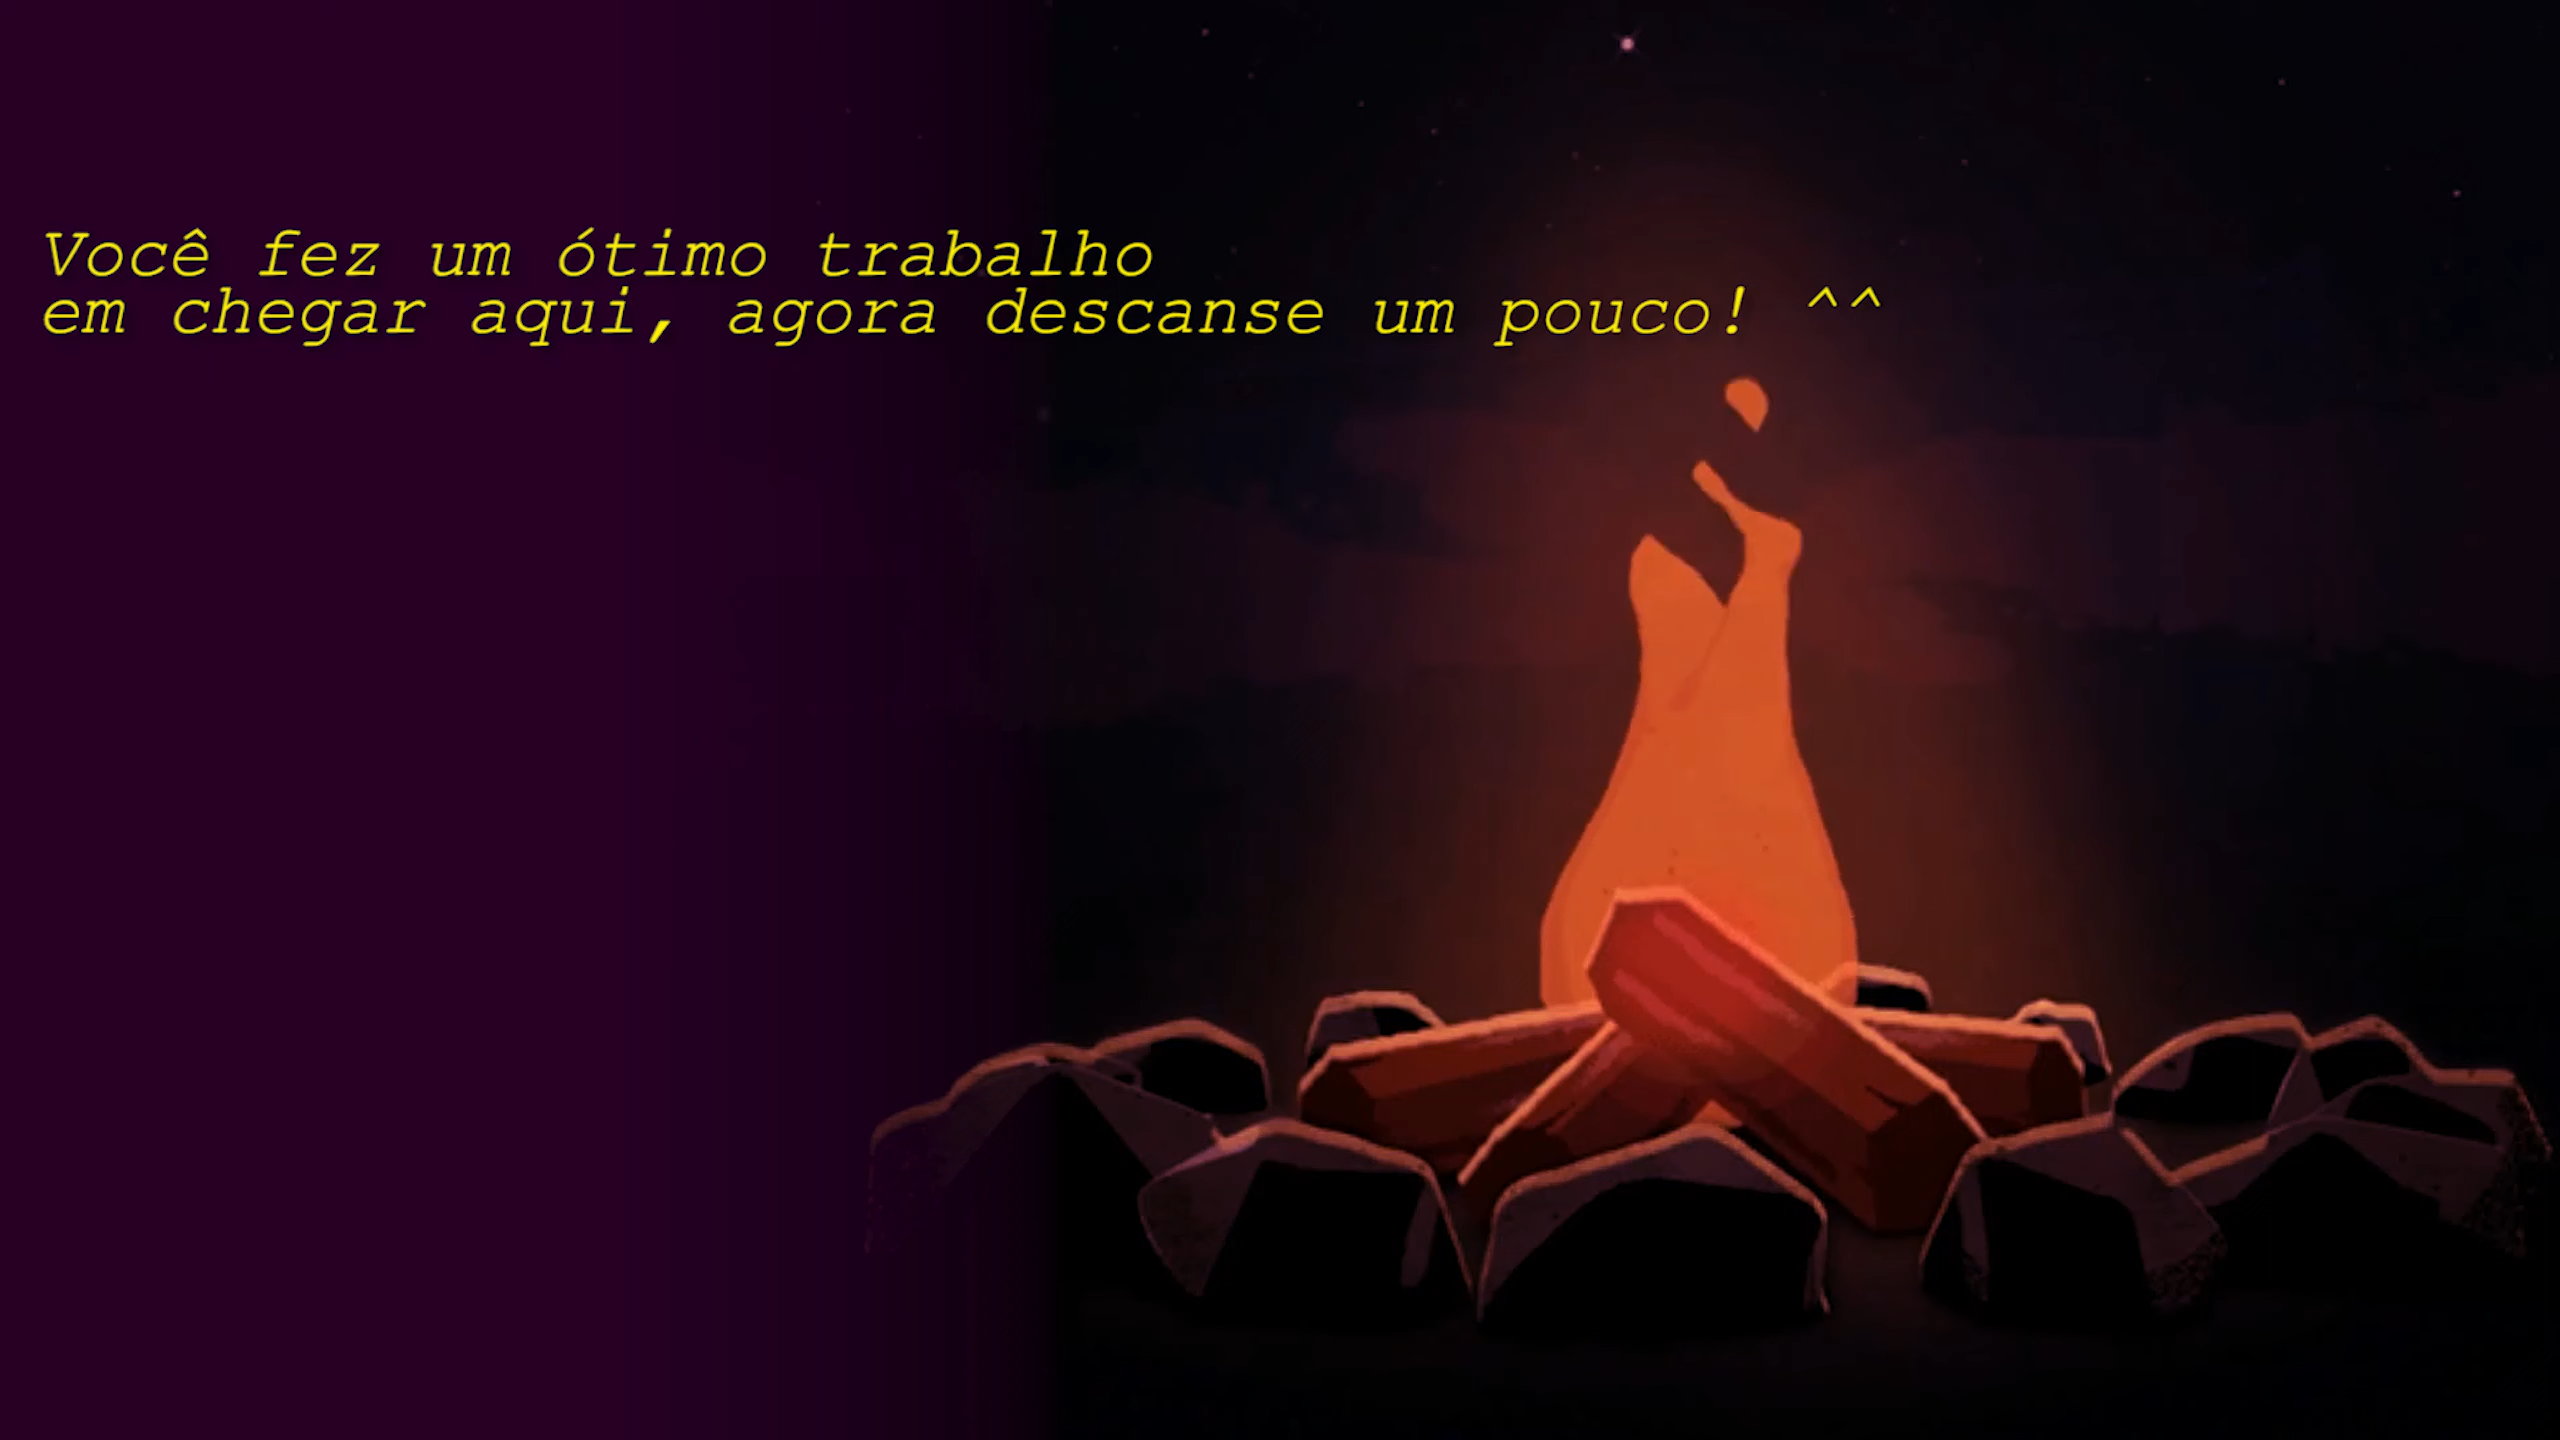 Você fez um ótimo trabalho
em chegar aqui, agora descanse um pouco! ^^